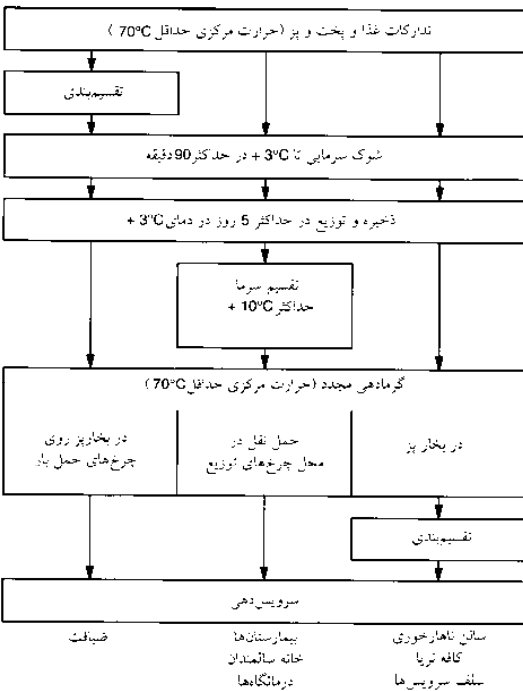 تدارکات غذا و پخت و پز (حرارت مرکزی حداقل 70°C )
تقسیم‌بندی
شوک سرمایی تا 3°C + در حداکثر 90 دقیقه
ذخیره و توزیع در حداکثر 5 روز در دمای 3°C +
تقسیم سرما
حداکثر 10°C +
گرمادهی مجدد (حرارت مرکزی حداقل 70°C )
در بخار پز
حمل نقل در
محل چرخ‌های توزیع
در بخارپز روی
چرخ‌های حمل بار
تقسیم‌بندی
سرویس‌دهی
سالن ناهارخوری
کافه تریا
سلف سرویس‌ها
بیمارستان‌ها
خانه سالمندان
درمانگاه‌ها
ضیافت